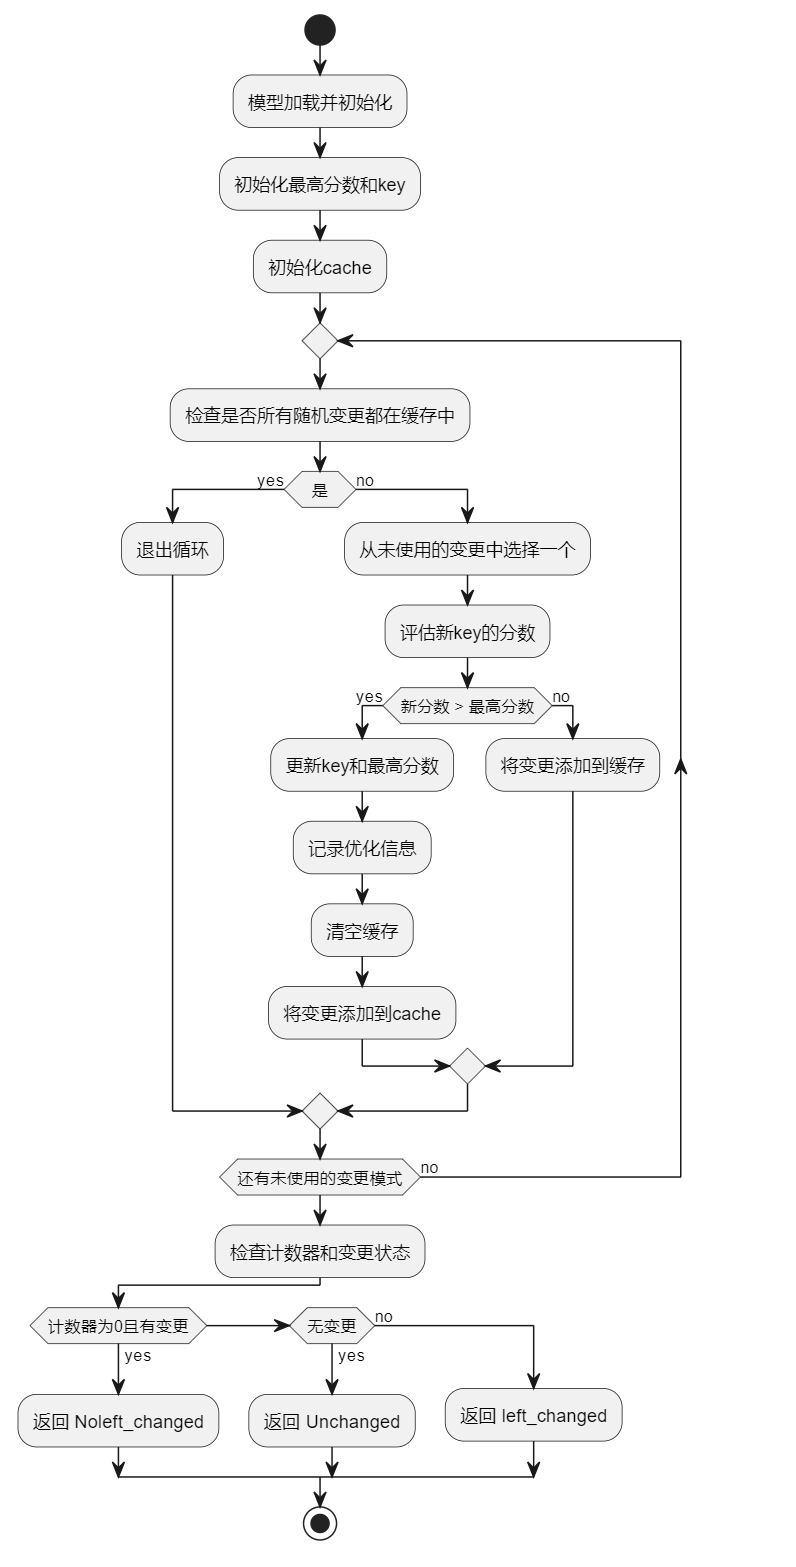 模型加载并初始化
初始化最高分数和key
初始化cache
检查是否所有随机变更都在缓存中
yes
是
no
退出循环
从未使用的变更中选择一个
评估新key的分数
yes
新分数 > 最高分数
no
更新key和最高分数
将变更添加到缓存
记录优化信息
清空缓存
将变更添加到cache
还有未使用的变更模式
no
检查计数器和变更状态
计数器为0且有变更
无变更
no
yes
yes
返回 Noleft_changed
返回 Unchanged
返回 left_changed